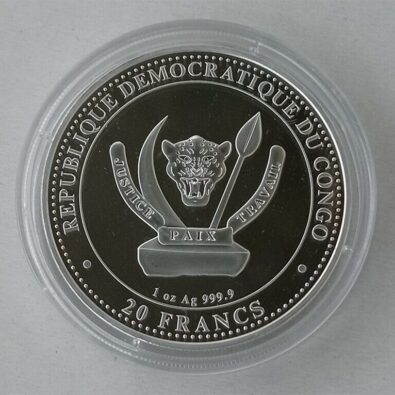 REPUBLIQUE DEMOCRATIQUE DU CONGO
JUSTICE
PAIX
TRAVAIL
1 oz Ag 999.9
20 FRANCS